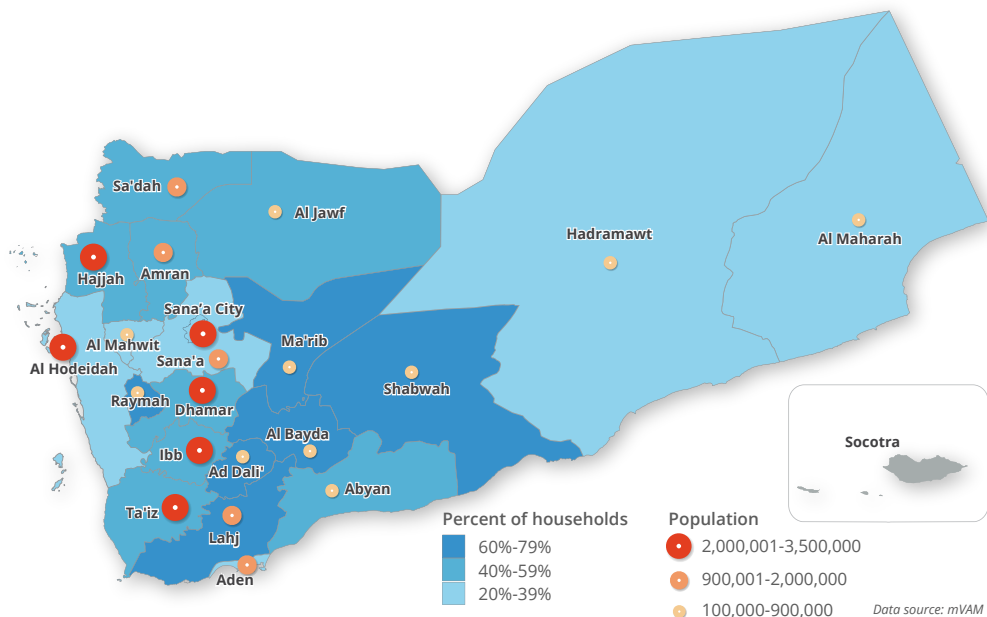 Sa'dah
Al Jawf
Hadramawt
Al Maharah
Hajjah
Amran
Sana'a City
Al Mahwit
Ma'rib
Sana'a
Al Hodeidah
Shabwah
Raymah
Dhamar
Al Bayda
Socotra
Ibb
Ad Dali'
Abyan
Ta'iz
Lahj
Aden
Percent of households
60%-79%
40%-59%
20%-39%
Population
2,000,001-3,500,000
900,001-2,000,000
100,000-900,000
Data source: mVAM